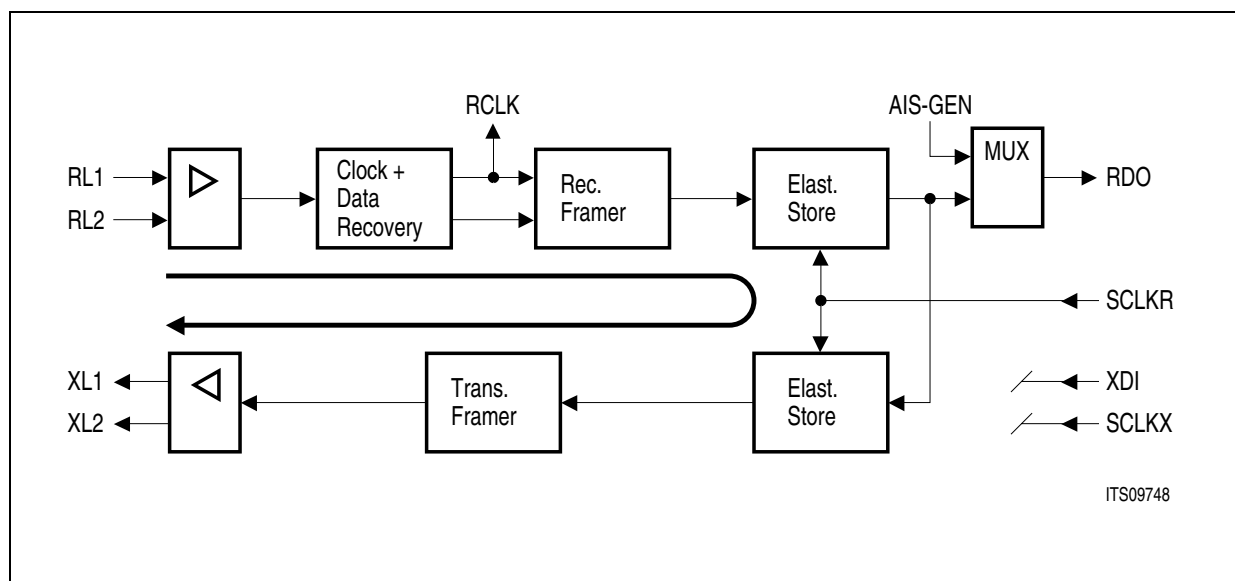 RCLK
AIS-GEN
RL1
RL2
Clock +
Data
Recovery
Rec.
Framer
Elast.
Store
MUX
RDO
SCLKR
XL1
XL2
Trans.
Framer
Elast.
Store
XDI
SCLKX
ITS09748